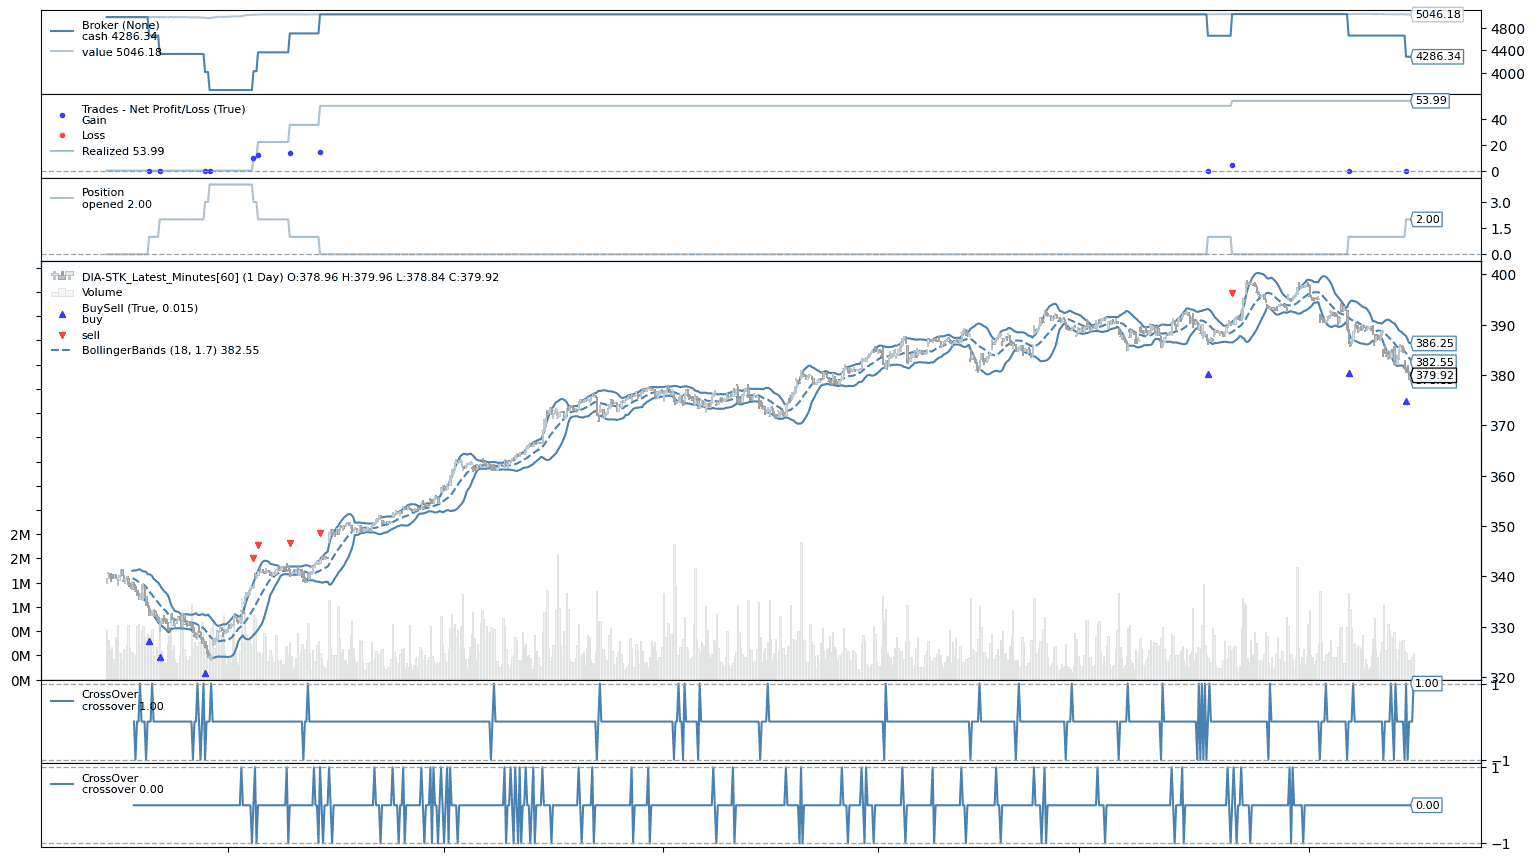 Broker (None)
cash 4286.34
value 5046.18
5046.18
4800
4400
4286.34
4000
Trades - Net Profit/Loss (True)
Gain
Loss
Realized 53.99
53.99
40
20
0
Position
opened 2.00
3.0
2.00
1.5
0.0
DIA-STK_Latest_Minutes[60] (1 Day) O:378.96 H:379.96 L:378.84 C:379.92
Volume
BuySell (True, 0.015)
buy
sell
BollingerBands (18, 1.7) 382.55
400
390
386.25
382.55
379.92
380
370
360
350
340
330
320
2M
2M
1M
1M
0M
0M
0M
CrossOver
crossover 1.00
1.00
1
−1
CrossOver
crossover 0.00
1
0.00
−1